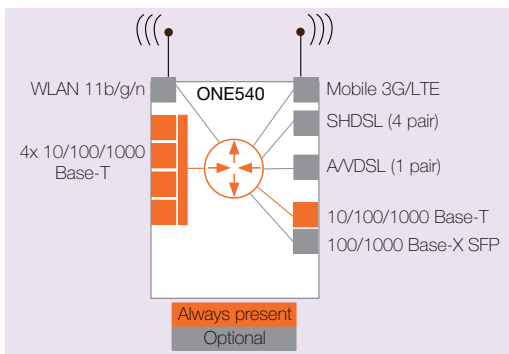 WLAN 11b/g/n
ONE540
Mobile 3G/LTE
SHDSL (4 pair)
4x 10/100/1000
Base-T
A/VDSL (1 pair)
10/100/1000 Base-T
100/1000 Base-X SFP
Always present
Optional